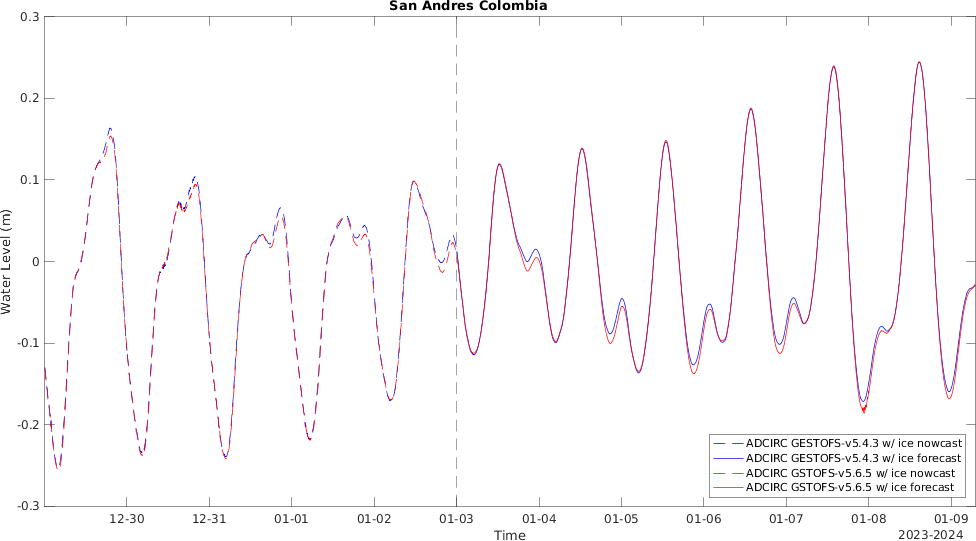 San Andres Colombia
Water Level (m)
0.3
0.2
0.1
0
-0.1
-0.2
-0.3
ADCIRC GESTOFS-v5.4.3 w/ ice nowcast
ADCIRC GESTOFS-v5.4.3 w/ ice forecast
ADCIRC GSTOFS-v5.6.5 w/ ice nowcast
ADCIRC GSTOFS-v5.6.5 w/ ice forecast
12-30 12-31 01-01 01-02 01-03 01-04 01-05 01-06 01-07 01-08 01-09
Time
2023-2024